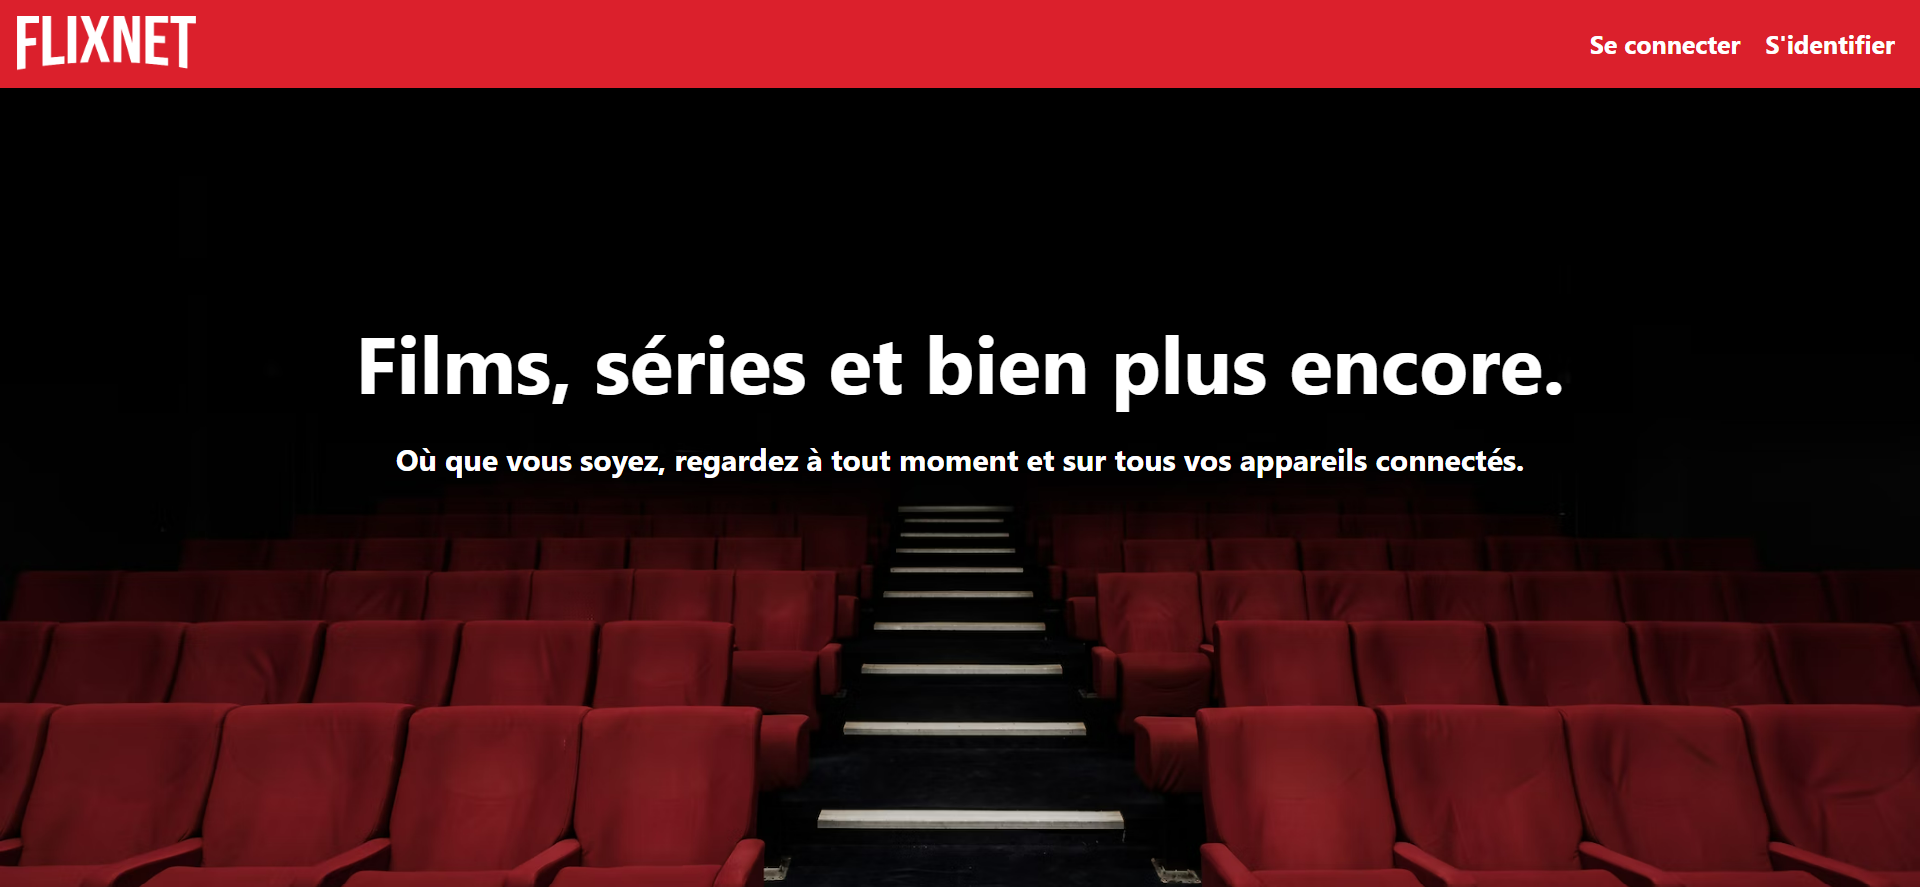 FLIXNET
Se connecter S'identifier
Films, séries et bien plus encore.
Où que vous soyez, regardez à tout moment et sur tous vos appareils connectés.